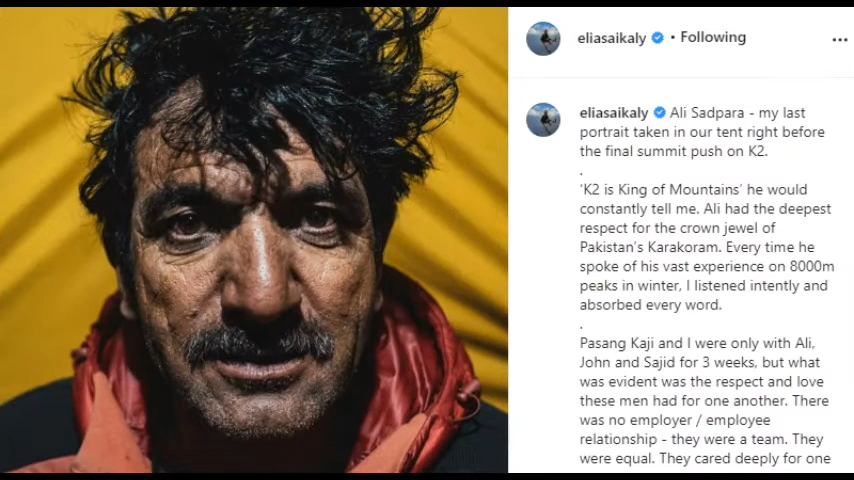 eliasaikaly • Following
eliasaikaly Ali Sadpara - my last
portrait taken in our tent right before
the final summit push on K2.
.
‘K2 is King of Mountains’ he would
constantly tell me. Ali had the deepest
respect for the crown jewel of
Pakistan’s Karakoram. Every time he
spoke of his vast experience on 8000m
peaks in winter, I listened intently and
absorbed every word.
.
Pasang Kaji and I were only with Ali,
John and Sajid for 3 weeks, but what
was evident was the respect and love
these men had for one another. There
was no employer / employee
relationship - they were a team. They
were equal. They cared deeply for one